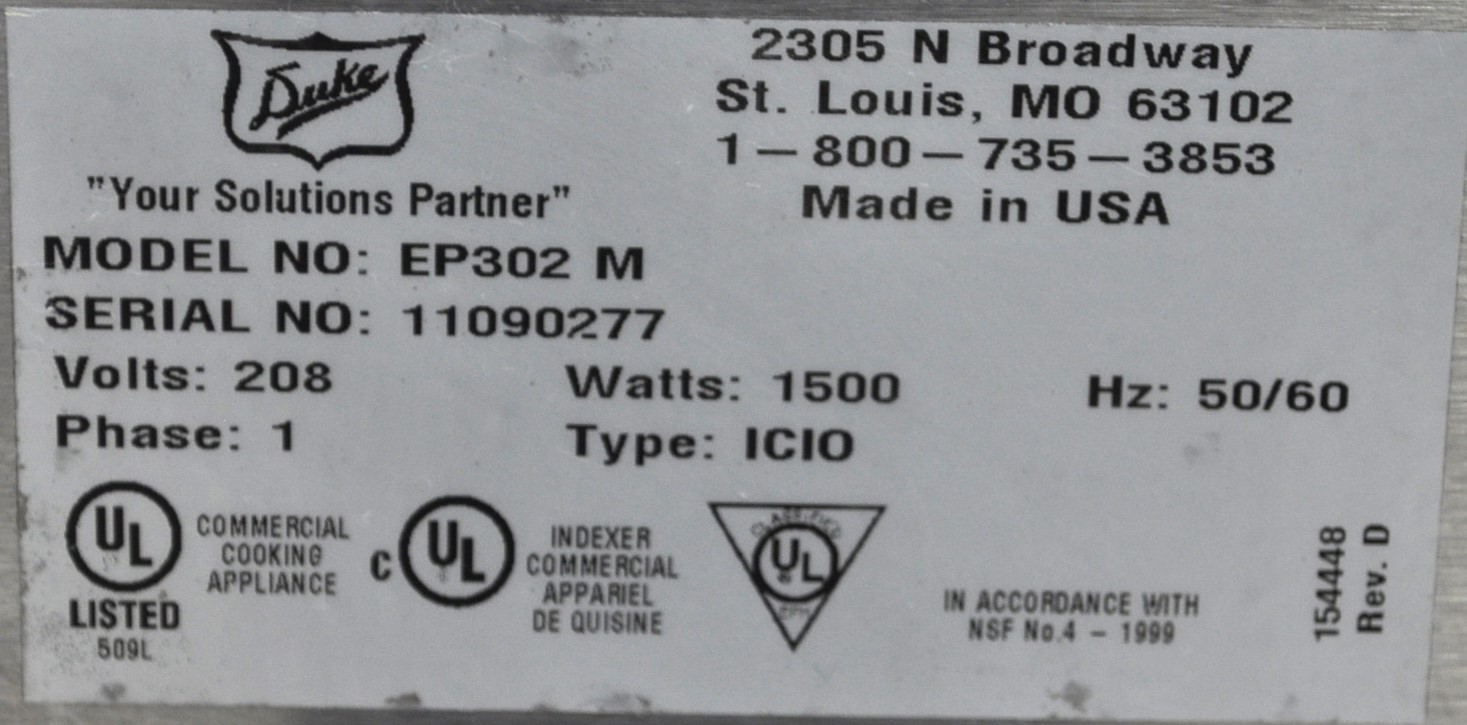 Duke
"Your Solutions Partner"
2305 N Broadway
St. Louis, MO 63102
1-800-735-3853
Made in USA
MODEL NO: EP302 M
SERIAL NO: 11090277
Volts: 208 Watts: 1500 Hz: 50/60
Phase: 1 Type: ICIO
UL
LISTED
509L
COMMERCIAL
COOKING
APPLIANCE
C UL
INDEXER
COMMERCIAL
APPARIEL
DE QUISINE
CLASSIFIED
UL
EPH
IN ACCORDANCE WITH
NSF No.4 - 1999
154448
Rev. D